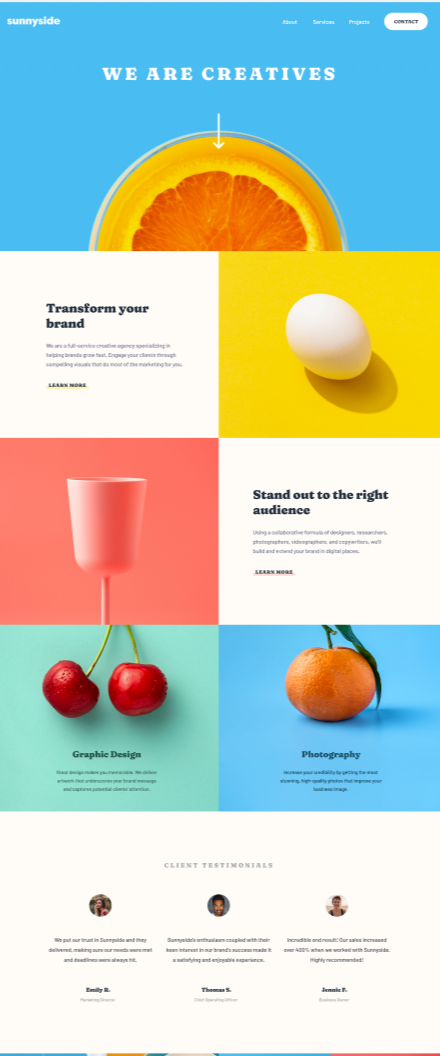 sunnyside
About Services Projects CONTACT
WE ARE CREATIVES
Transform your
brand
We are a full-service creative agency specializing in
helping brands grow fast. Engage your clients through
compelling visuals that do most of the marketing for you.
LEARN MORE
Stand out to the right
audience
Using a collaborative formula of designers, researchers,
photographers, videographers, and copywriters, we'll
build and extend your brand in digital places.
LEARN MORE
Graphic Design
Great design makes you memorable. We deliver
artwork that underscores your brand message
and captures potential clients' attention.
Photography
Increase your credibility by getting the most
stunning, high-quality photos that improve your
business image.
CLIENT TESTIMONIALS
We put our trust in Sunnyside and they
delivered, making sure our needs were met
and deadlines were always hit.
Emily R.
Marketing Director
Sunnyside's enthusiasm coupled with their
keen interest in our brand's success made it
a satisfying and enjoyable experience.
Thomas S.
Chief Operating Officer
Incredible end result! Our sales increased
over 400% when we worked with Sunnyside.
Highly recommended!
Jennie F.
Business Owner